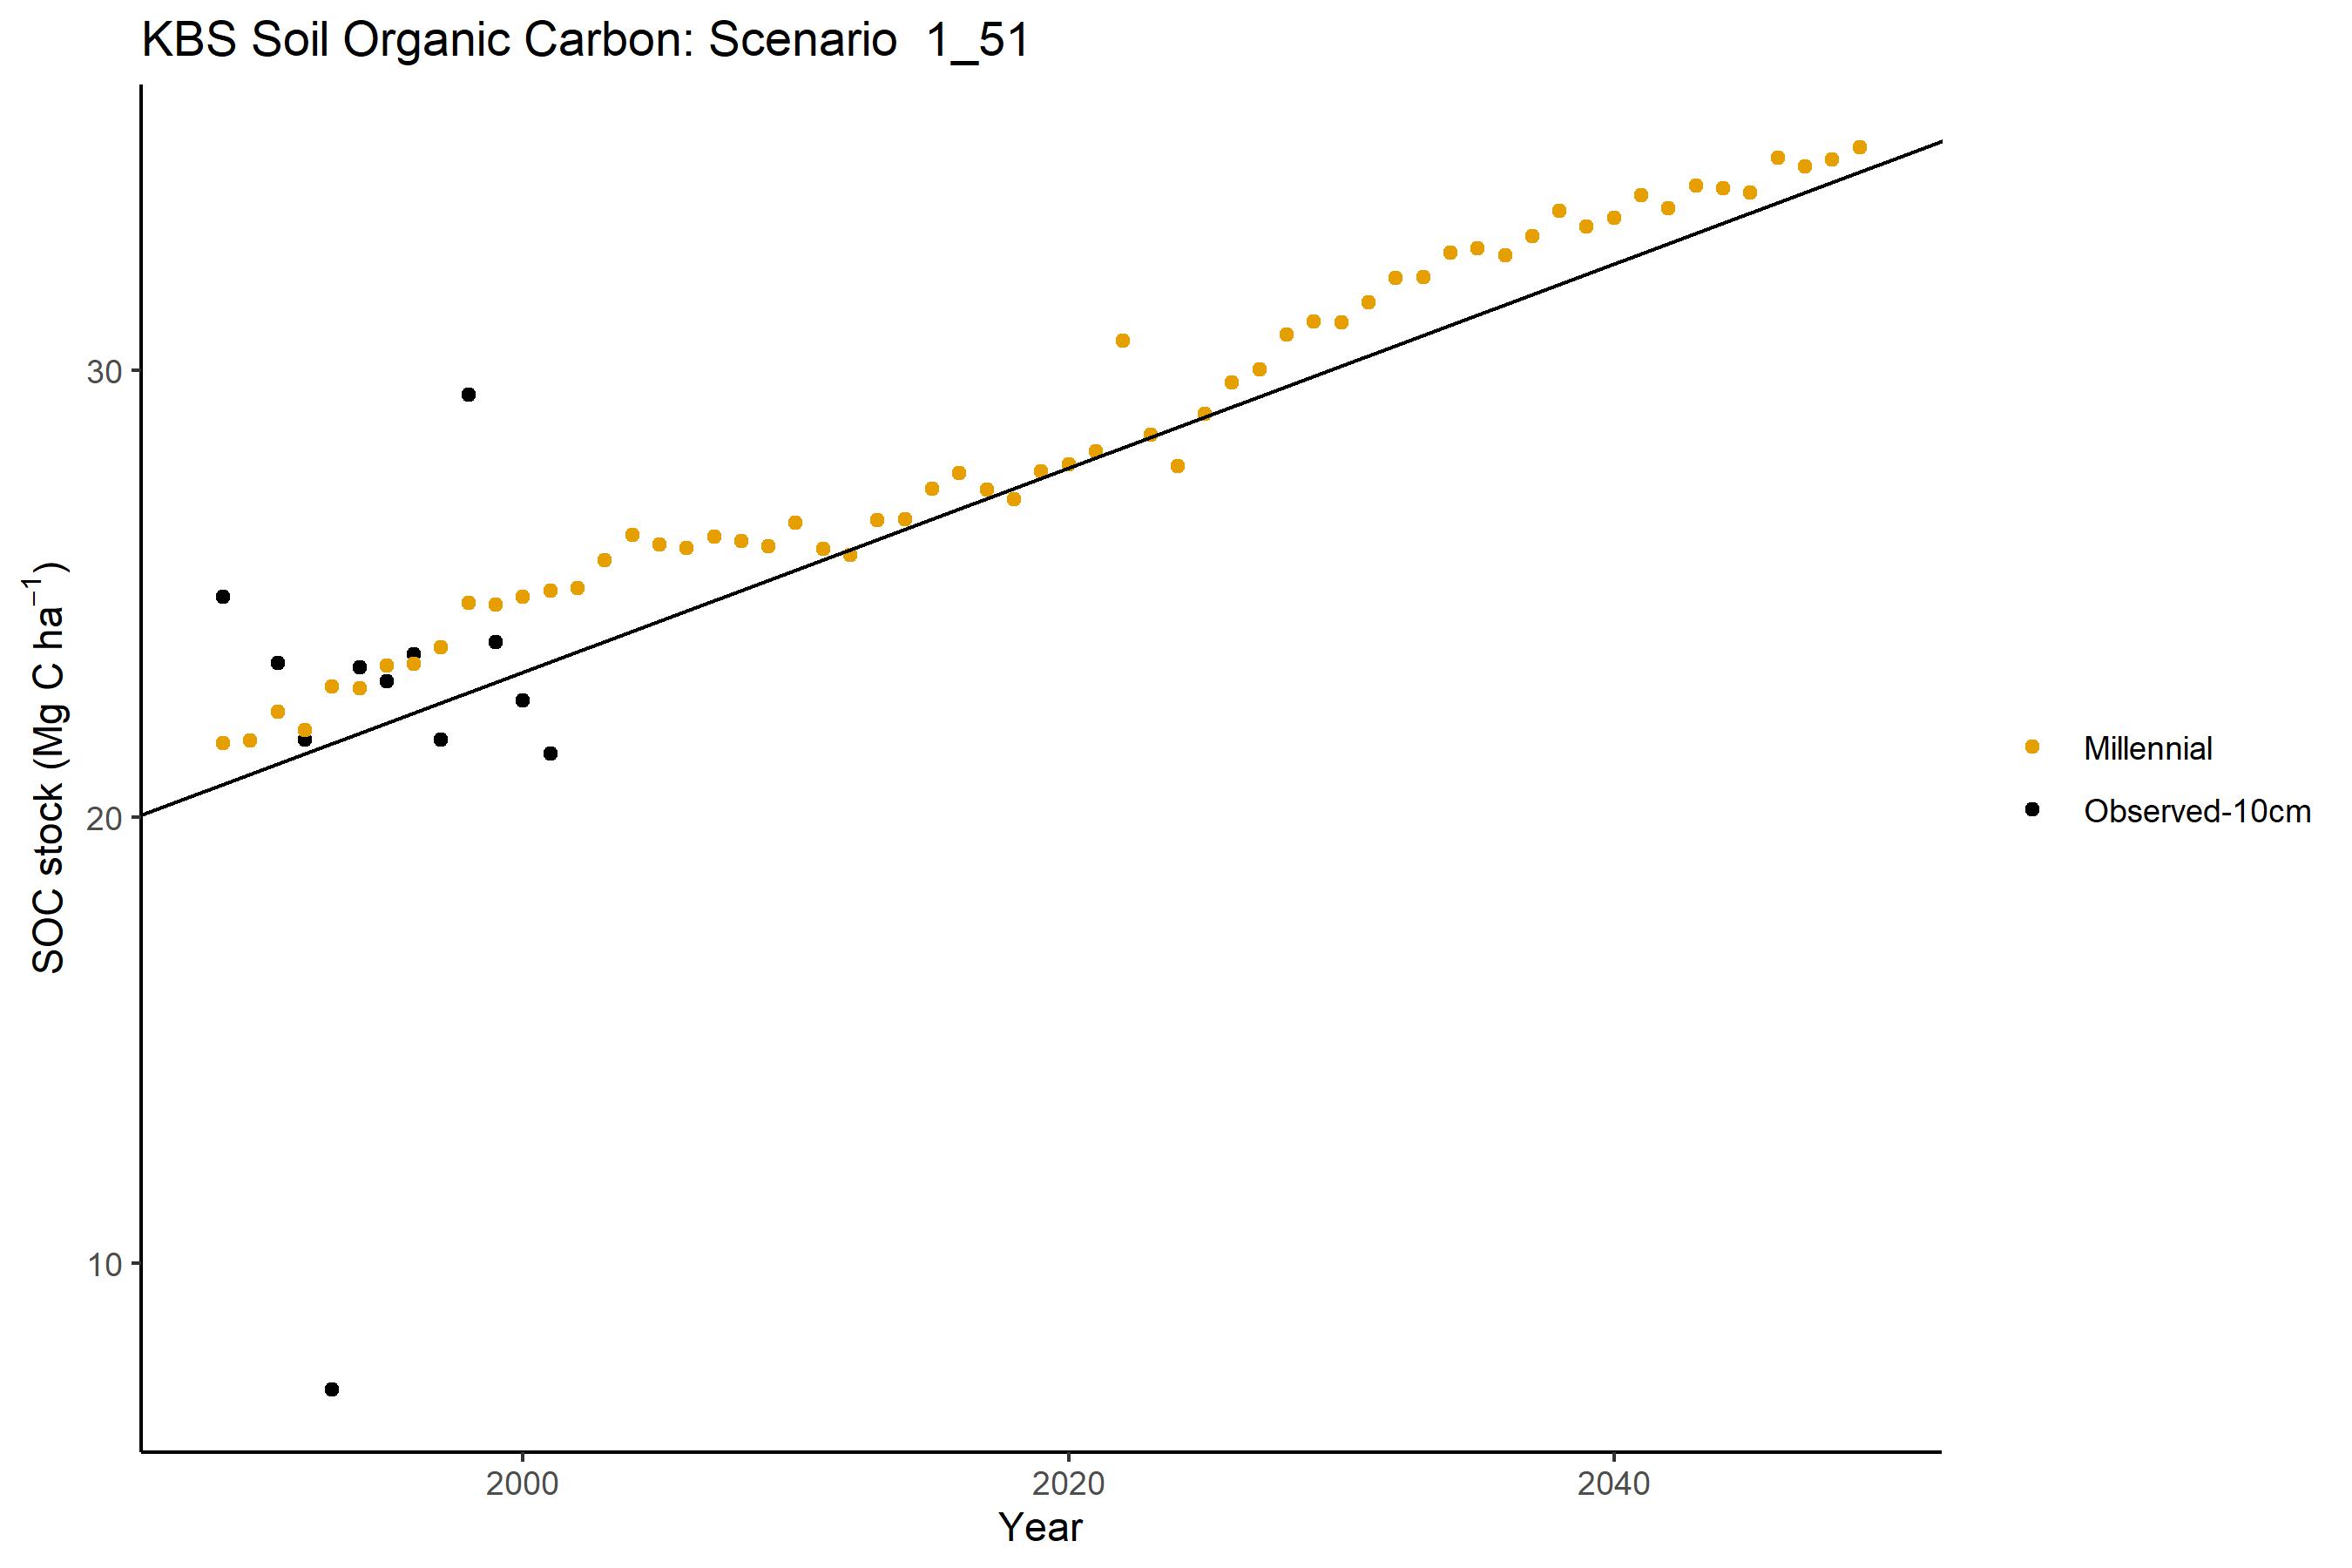 KBS Soil Organic Carbon: Scenario  1_51
SOC stock (Mg C ha⁻¹)
30
20
10
2000
2020
2040
Year
Millennial
Observed-10cm